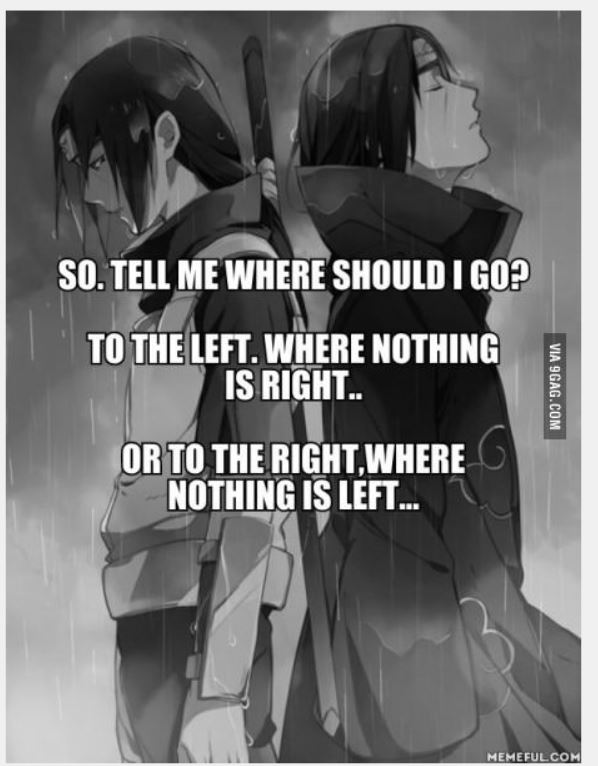 SO. TELL ME WHERE SHOULD I GO?
TO THE LEFT. WHERE NOTHING
IS RIGHT..
OR TO THE RIGHT,WHERE
NOTHING IS LEFT...
VIA 9GAG.COM
MEMEFUL.COM